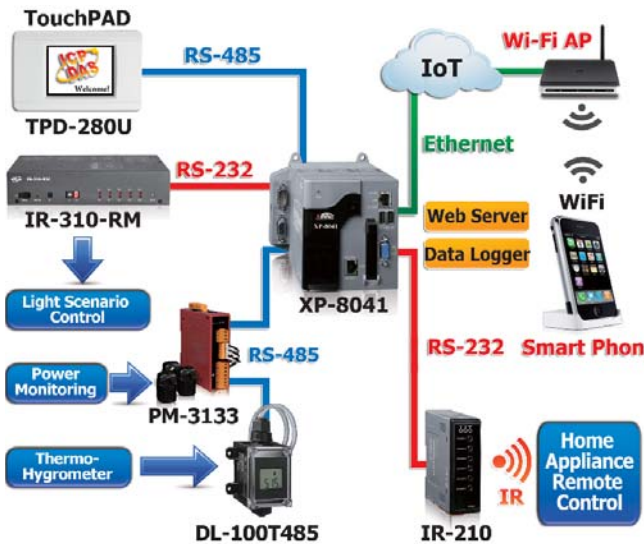 TouchPAD
ICP
DAS
Welcome!
TPD-280U
RS-485
IoT
Wi-Fi AP
Ethernet
RS-232
IR-310-RM
WiFi
Web Server
Data Logger
XP-8041
XP-8041
Light Scenario
Control
RS-485
RS-232
Smart Phon
Power
Monitoring
PM-3133
Thermo-
Hygrometer
DL-100T485
IR-210
IR
Home
Appliance
Remote
Control